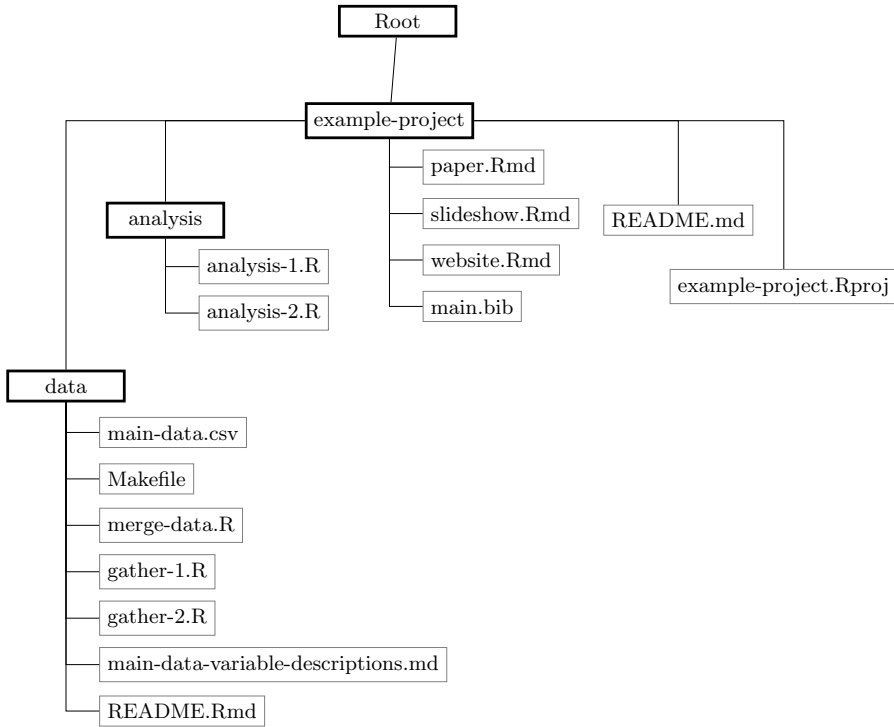 Root
example-project
paper.Rmd
slideshow.Rmd
website.Rmd
main.bib
README.md
example-project.Rproj
analysis
analysis-1.R
analysis-2.R
data
main-data.csv
Makefile
merge-data.R
gather-1.R
gather-2.R
main-data-variable-descriptions.md
README.Rmd